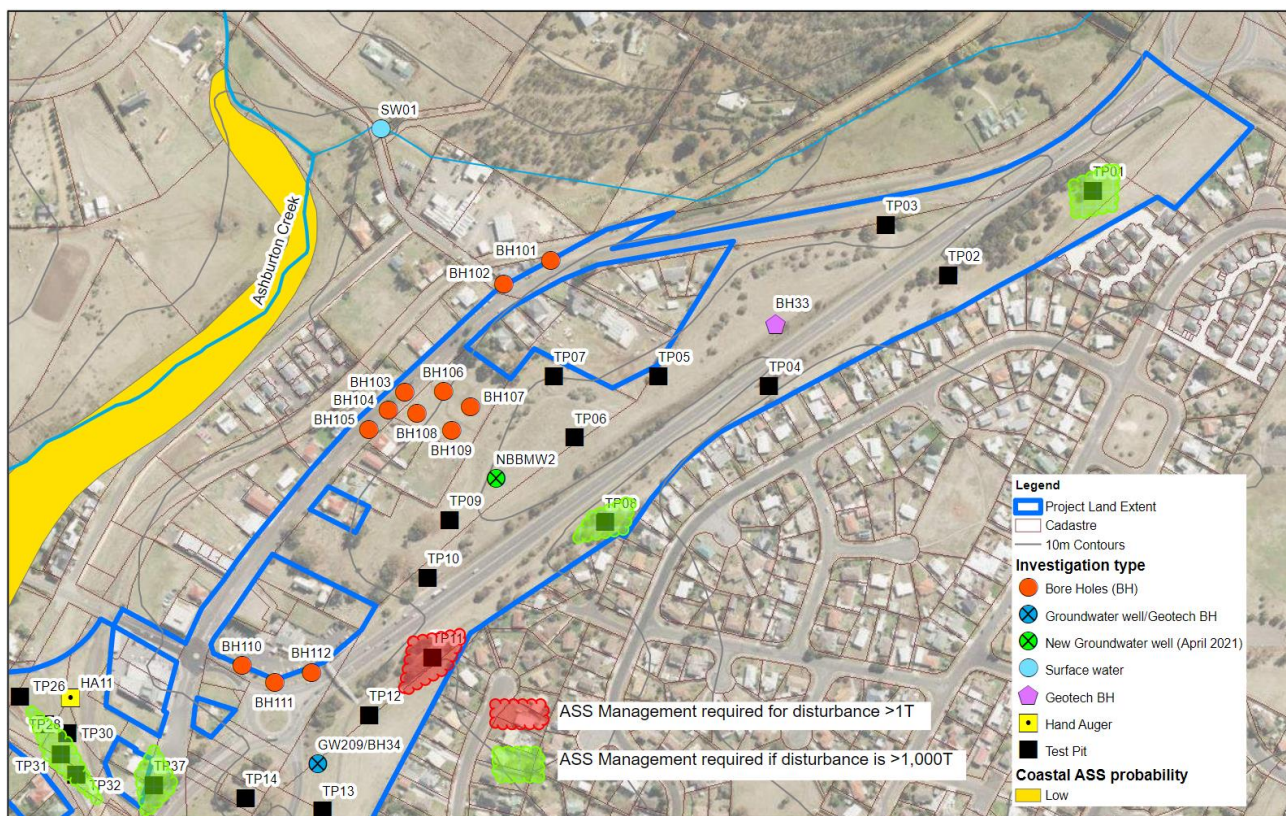 SW01
TP01
Ashburton Creek
TP03
BH101
BH102
TP02
BH33
TP07
TP05
TP04
BH106
BH103
BH104
BH107
BH105
BH108
BH109
TP06
NBBMW2
TP09
TP08
TP10
TP11
BH110
BH112
BH111
TP26
HA11
TP12
TP28
TP30
GW209/BH34
TP31
TP32
TP37
TP14
TP13
ASS Management required for disturbance >1T
ASS Management required if disturbance is >1,000T
Legend
Project Land Extent
Cadastre
10m Contours
Investigation type
Bore Holes (BH)
Groundwater well/Geotech BH
New Groundwater well (April 2021)
Surface water
Geotech BH
Hand Auger
Test Pit
Coastal ASS probability
Low